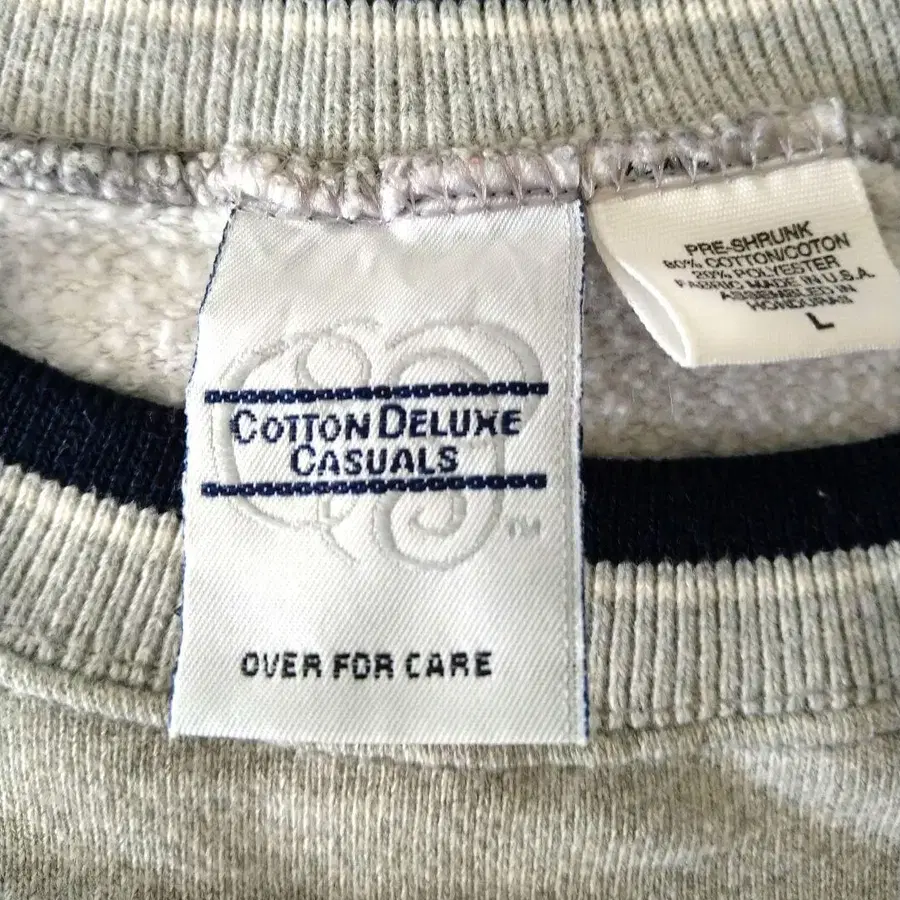 COTTON DELUXE
CASUALS
TM
OVER FOR CARE
PRE-SHRUNK
80% COTTON/COTON
20% POLYESTER
FABRIC MADE IN U.S.A.
ASSEMBLED IN
HONDURAS
L